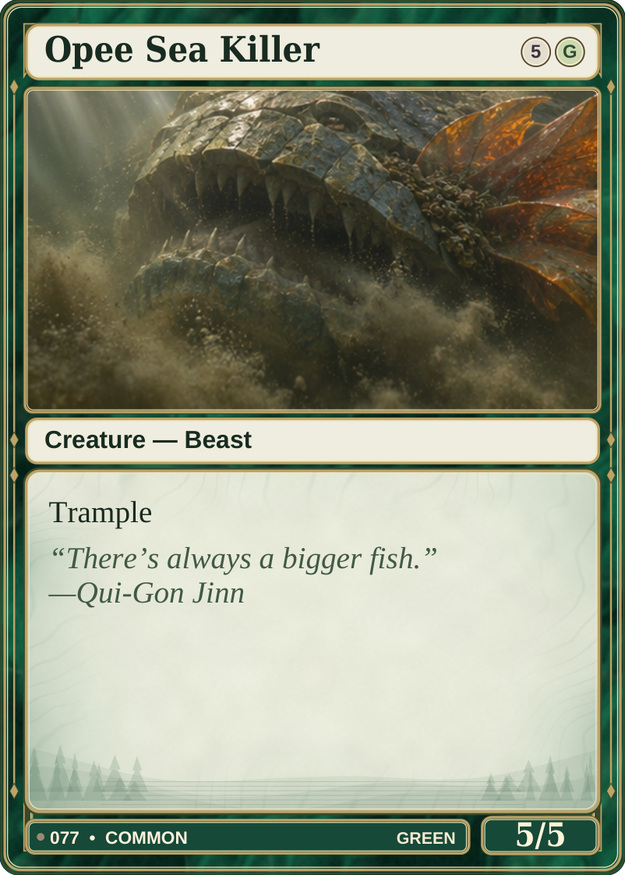 Opee Sea Killer
5 G
Creature — Beast
Trample
“There’s always a bigger fish.”
—Qui-Gon Jinn
077 • COMMON
GREEN
5/5